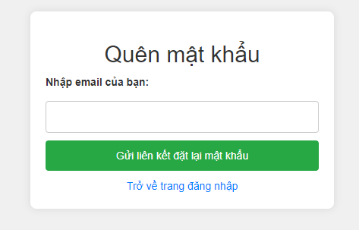 Quên mật khẩu
Nhập email của bạn:
Gửi liên kết đặt lại mật khẩu
Trở về trang đăng nhập